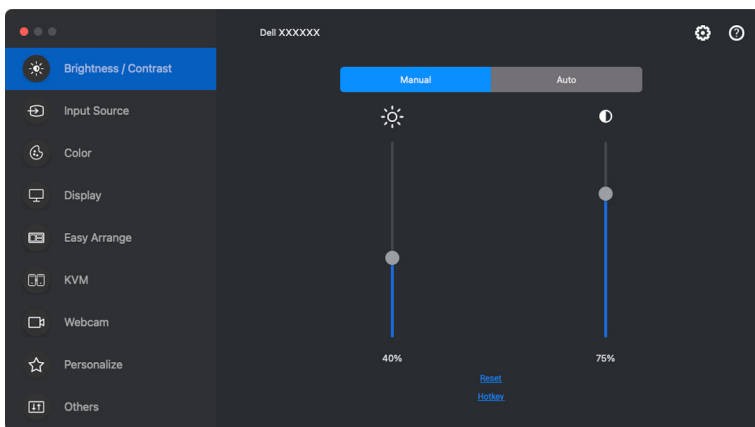 Dell XXXXXX
Brightness / Contrast
Input Source
Color
Display
Easy Arrange
KVM
Webcam
Personalize
Others
Manual
Auto
40%
75%
Reset
Hotkey